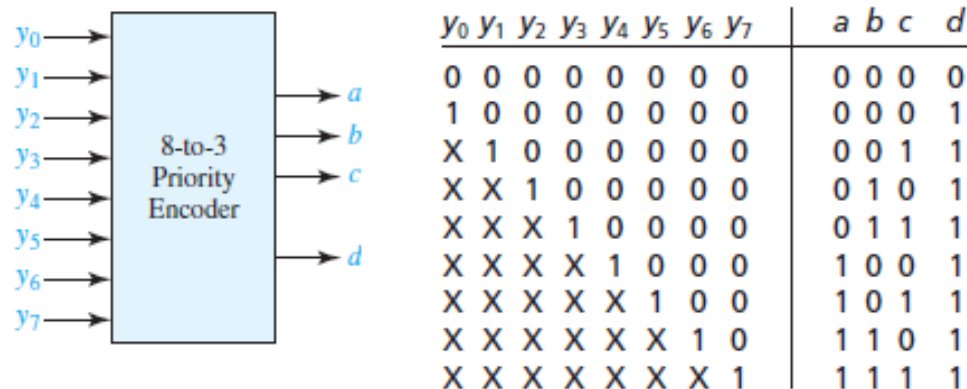 y0
y1
y2
y3
y4
y5
y6
y7
8-to-3
Priority
Encoder
a
b
c
d
y0 y1 y2 y3 y4 y5 y6 y7 a b c d
0 0 0 0 0 0 0 0 0 0 0 0
1 0 0 0 0 0 0 0 0 0 0 1
X 1 0 0 0 0 0 0 0 0 1 1
X X 1 0 0 0 0 0 0 1 0 1
X X X 1 0 0 0 0 0 1 1 1
X X X X 1 0 0 0 1 0 0 1
X X X X X 1 0 0 1 0 1 1
X X X X X X 1 0 1 1 0 1
X X X X X X X 1 1 1 1 1